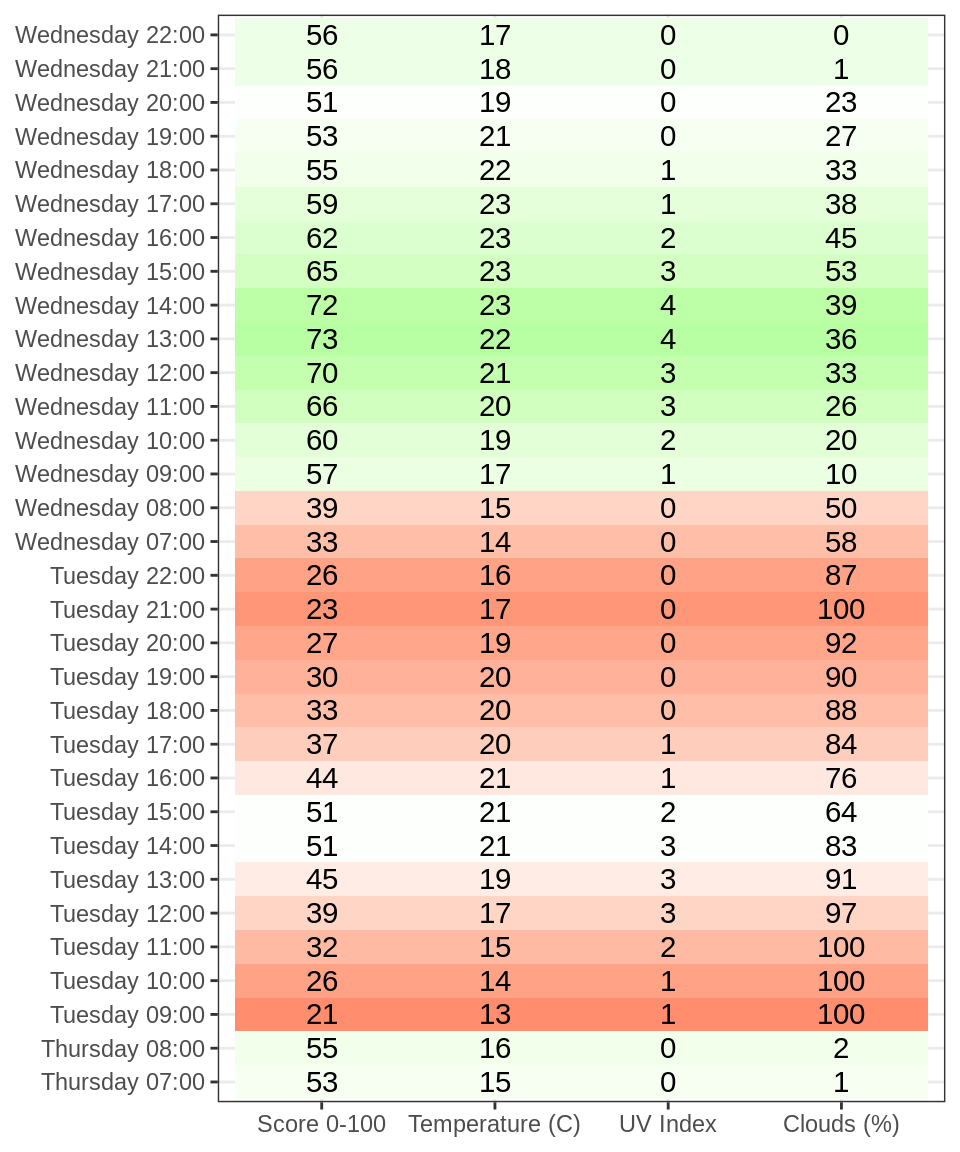 Wednesday 22:00 56 17 0 0
Wednesday 21:00 56 18 0 1
Wednesday 20:00 51 19 0 23
Wednesday 19:00 53 21 0 27
Wednesday 18:00 55 22 1 33
Wednesday 17:00 59 23 1 38
Wednesday 16:00 62 23 2 45
Wednesday 15:00 65 23 3 53
Wednesday 14:00 72 23 4 39
Wednesday 13:00 73 22 4 36
Wednesday 12:00 70 21 3 33
Wednesday 11:00 66 20 3 26
Wednesday 10:00 60 19 2 20
Wednesday 09:00 57 17 1 10
Wednesday 08:00 39 15 0 50
Wednesday 07:00 33 14 0 58
Tuesday 22:00 26 16 0 87
Tuesday 21:00 23 17 0 100
Tuesday 20:00 27 19 0 92
Tuesday 19:00 30 20 0 90
Tuesday 18:00 33 20 0 88
Tuesday 17:00 37 20 1 84
Tuesday 16:00 44 21 1 76
Tuesday 15:00 51 21 2 64
Tuesday 14:00 51 21 3 83
Tuesday 13:00 45 19 3 91
Tuesday 12:00 39 17 3 97
Tuesday 11:00 32 15 2 100
Tuesday 10:00 26 14 1 100
Tuesday 09:00 21 13 1 100
Thursday 08:00 55 16 0 2
Thursday 07:00 53 15 0 1
Score 0-100 Temperature (C) UV Index Clouds (%)